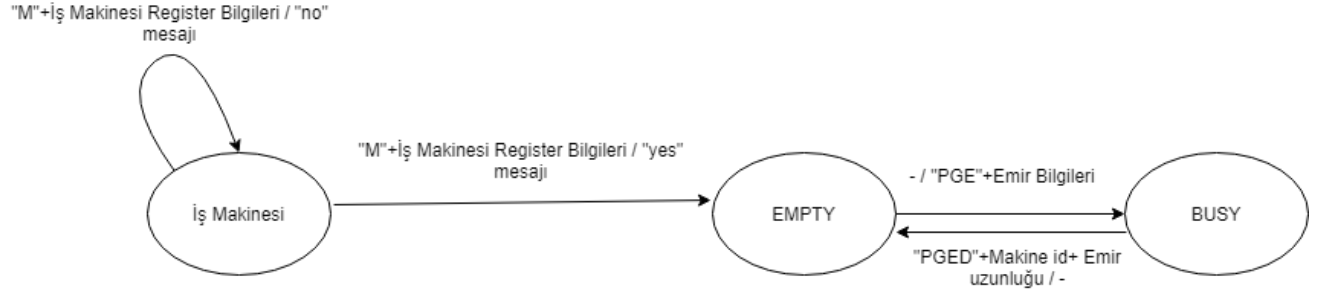 "M"+İş Makinesi Register Bilgileri / "no"
mesajı
"M"+İş Makinesi Register Bilgileri / "yes"
mesajı
- / "PGE"+Emir Bilgileri
İş Makinesi
EMPTY
BUSY
"PGED"+Makine id+ Emir
uzunluğu / -